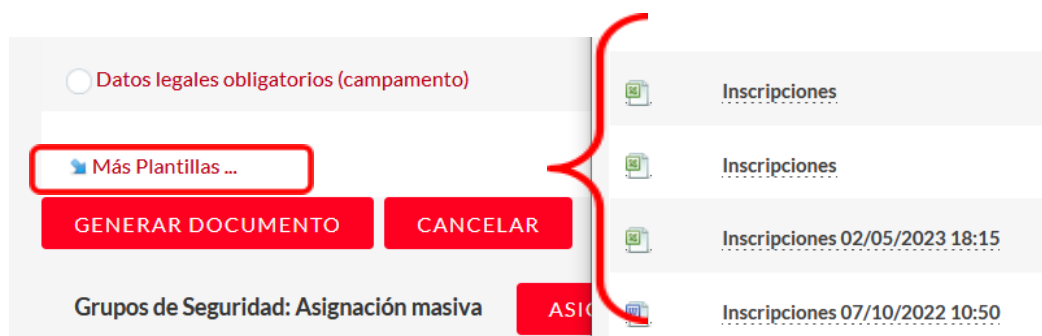 Datos legales obligatorios (campamento)
Más Plantillas ...
GENERAR DOCUMENTO
CANCELAR
Grupos de Seguridad: Asignación masiva
Inscripciones
Inscripciones
Inscripciones 02/05/2023 18:15
Inscripciones 07/10/2022 10:50